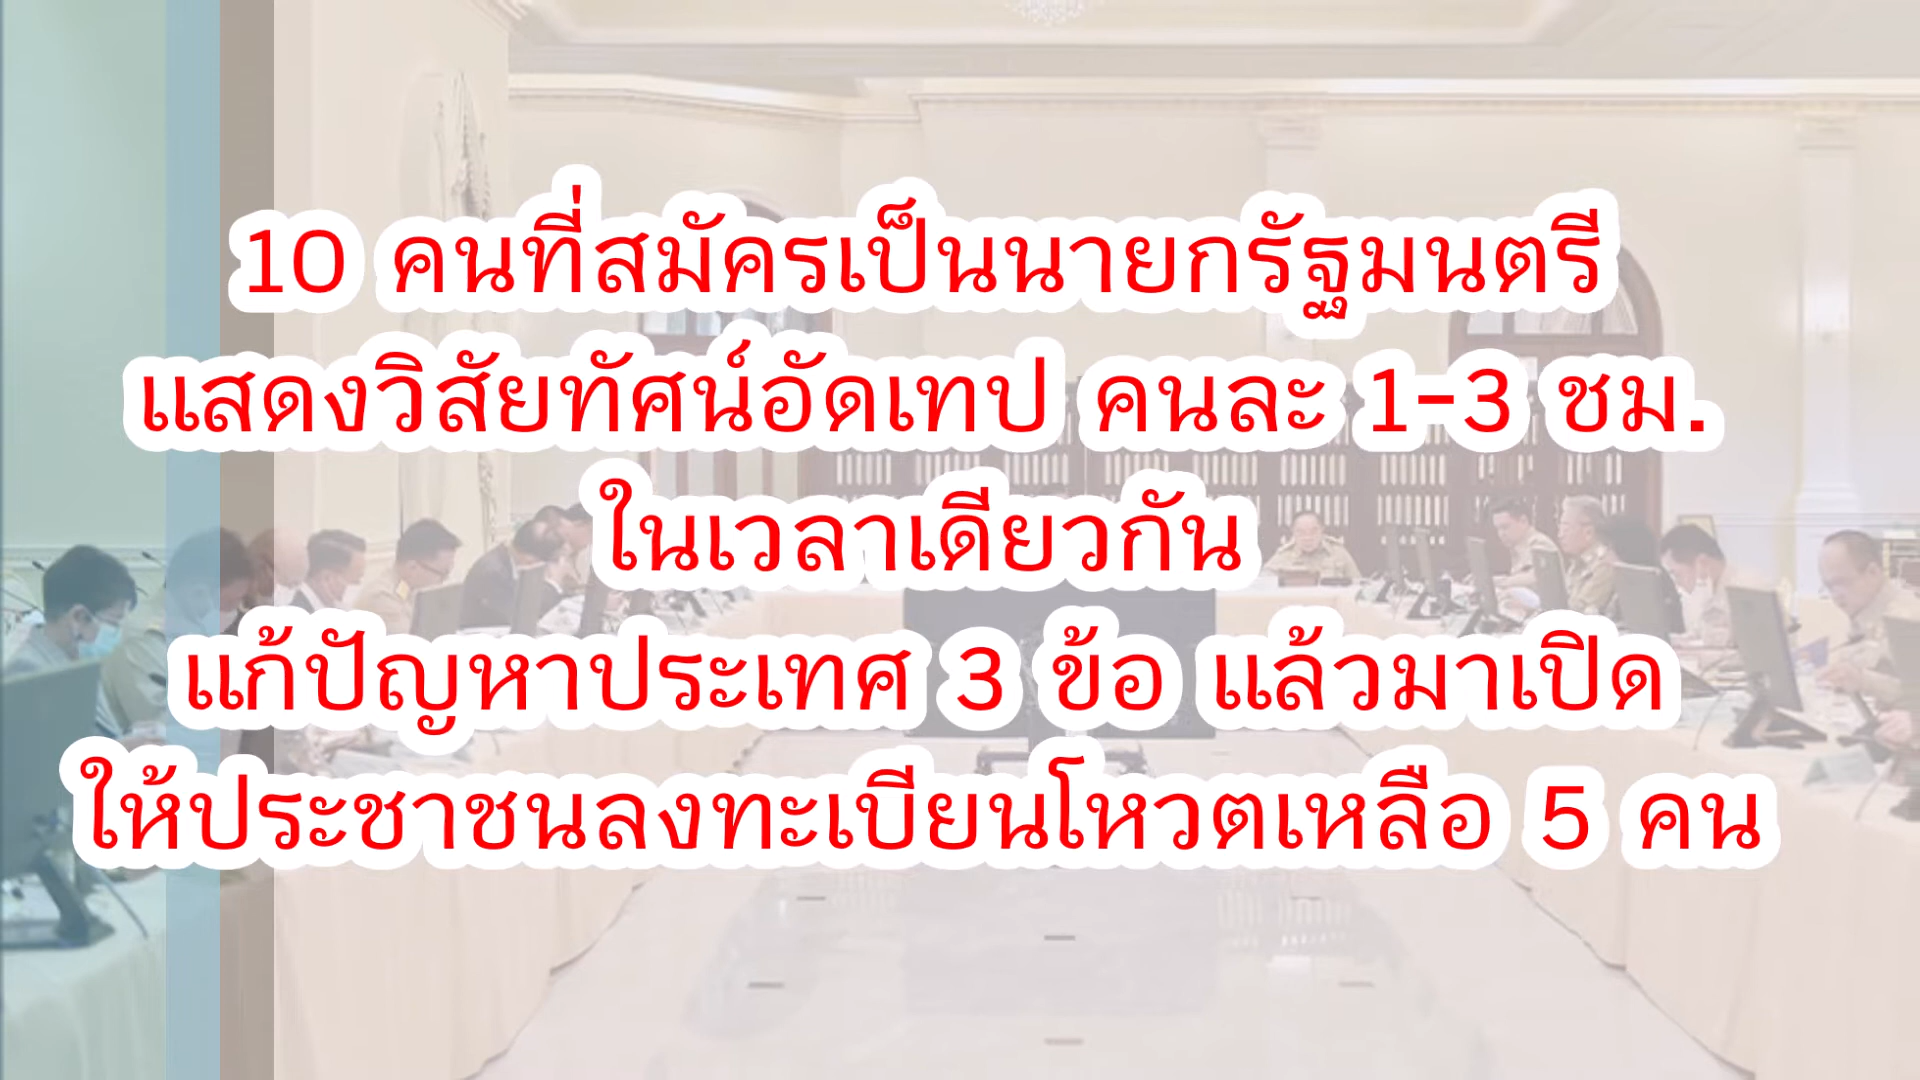 10 คนที่สมัครเป็นนายกรัฐมนตรี
แสดงวิสัยทัศน์อัดเทป คนละ 1-3 ชม.
ในเวลาเดียวกัน
แก้ปัญหาประเทศ 3 ข้อ แล้วมาเปิด
ให้ประชาชนลงทะเบียนโหวตเหลือ 5 คน